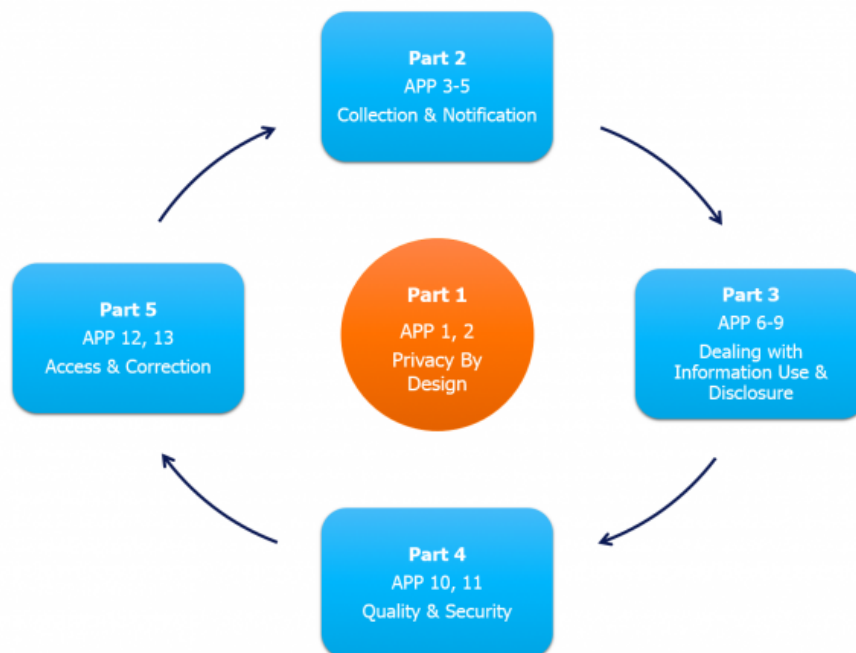 Part 2
APP 3-5
Collection & Notification
Part 5
APP 12, 13
Access & Correction
Part 1
APP 1, 2
Privacy By
Design
Part 3
APP 6-9
Dealing with
Information Use &
Disclosure
Part 4
APP 10, 11
Quality & Security